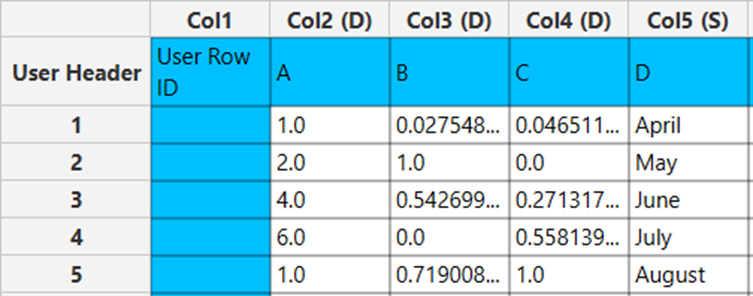 Col1 Col2 (D) Col3 (D) Col4 (D) Col5 (S)
User Header User Row ID A B C D
1 1.0 0.027548... 0.046511... April
2 2.0 1.0 0.0 May
3 4.0 0.542699... 0.271317... June
4 6.0 0.0 0.558139... July
5 1.0 0.719008... 1.0 August